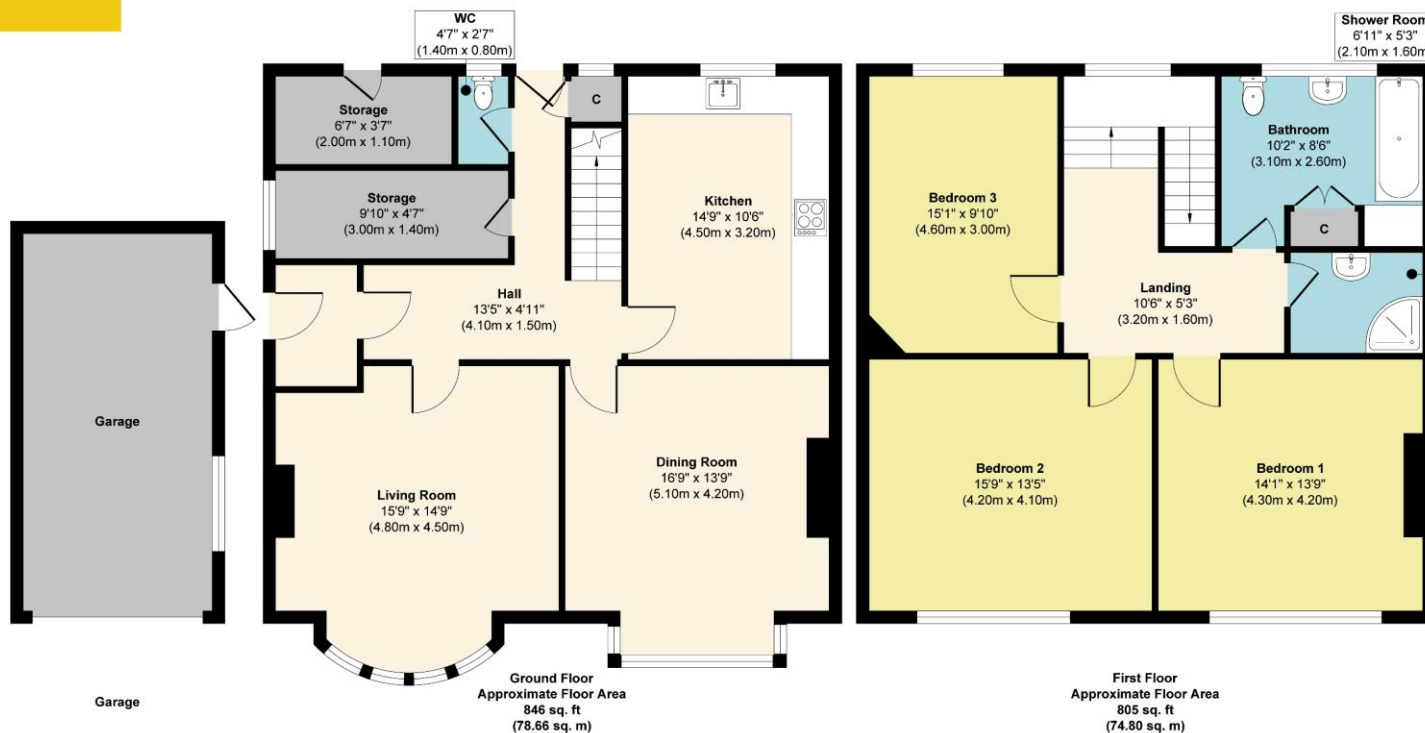 WC
4'7" x 2'7"
(1.40m x 0.80m)
Shower Room
6'11" x 5'3"
(2.10m x 1.60m
Storage
6'7" x 3'7"
(2.00m x 1.10m)
C
Storage
9'10" x 4'7"
(3.00m x 1.40m)
Kitchen
14'9" x 10'6"
(4.50m x 3.20m)
Hall
13'5" x 4'11"
(4.10m x 1.50m)
Garage
Living Room
15'9" x 14'9"
(4.80m x 4.50m)
Dining Room
16'9" x 13'9"
(5.10m x 4.20m)
Bedroom 3
15'1" x 9'10"
(4.60m x 3.00m)
Bathroom
10'2" x 8'6"
(3.10m x 2.60m)
C
Landing
10'6" x 5'3"
(3.20m x 1.60m)
Bedroom 2
15'9" x 13'5"
(4.20m x 4.10m)
Bedroom 1
14'1" x 13'9"
(4.30m x 4.20m)
Garage
Ground Floor
Approximate Floor Area
846 sq. ft
(78.66 sq. m)
First Floor
Approximate Floor Area
805 sq. ft
(74.80 sq. m)